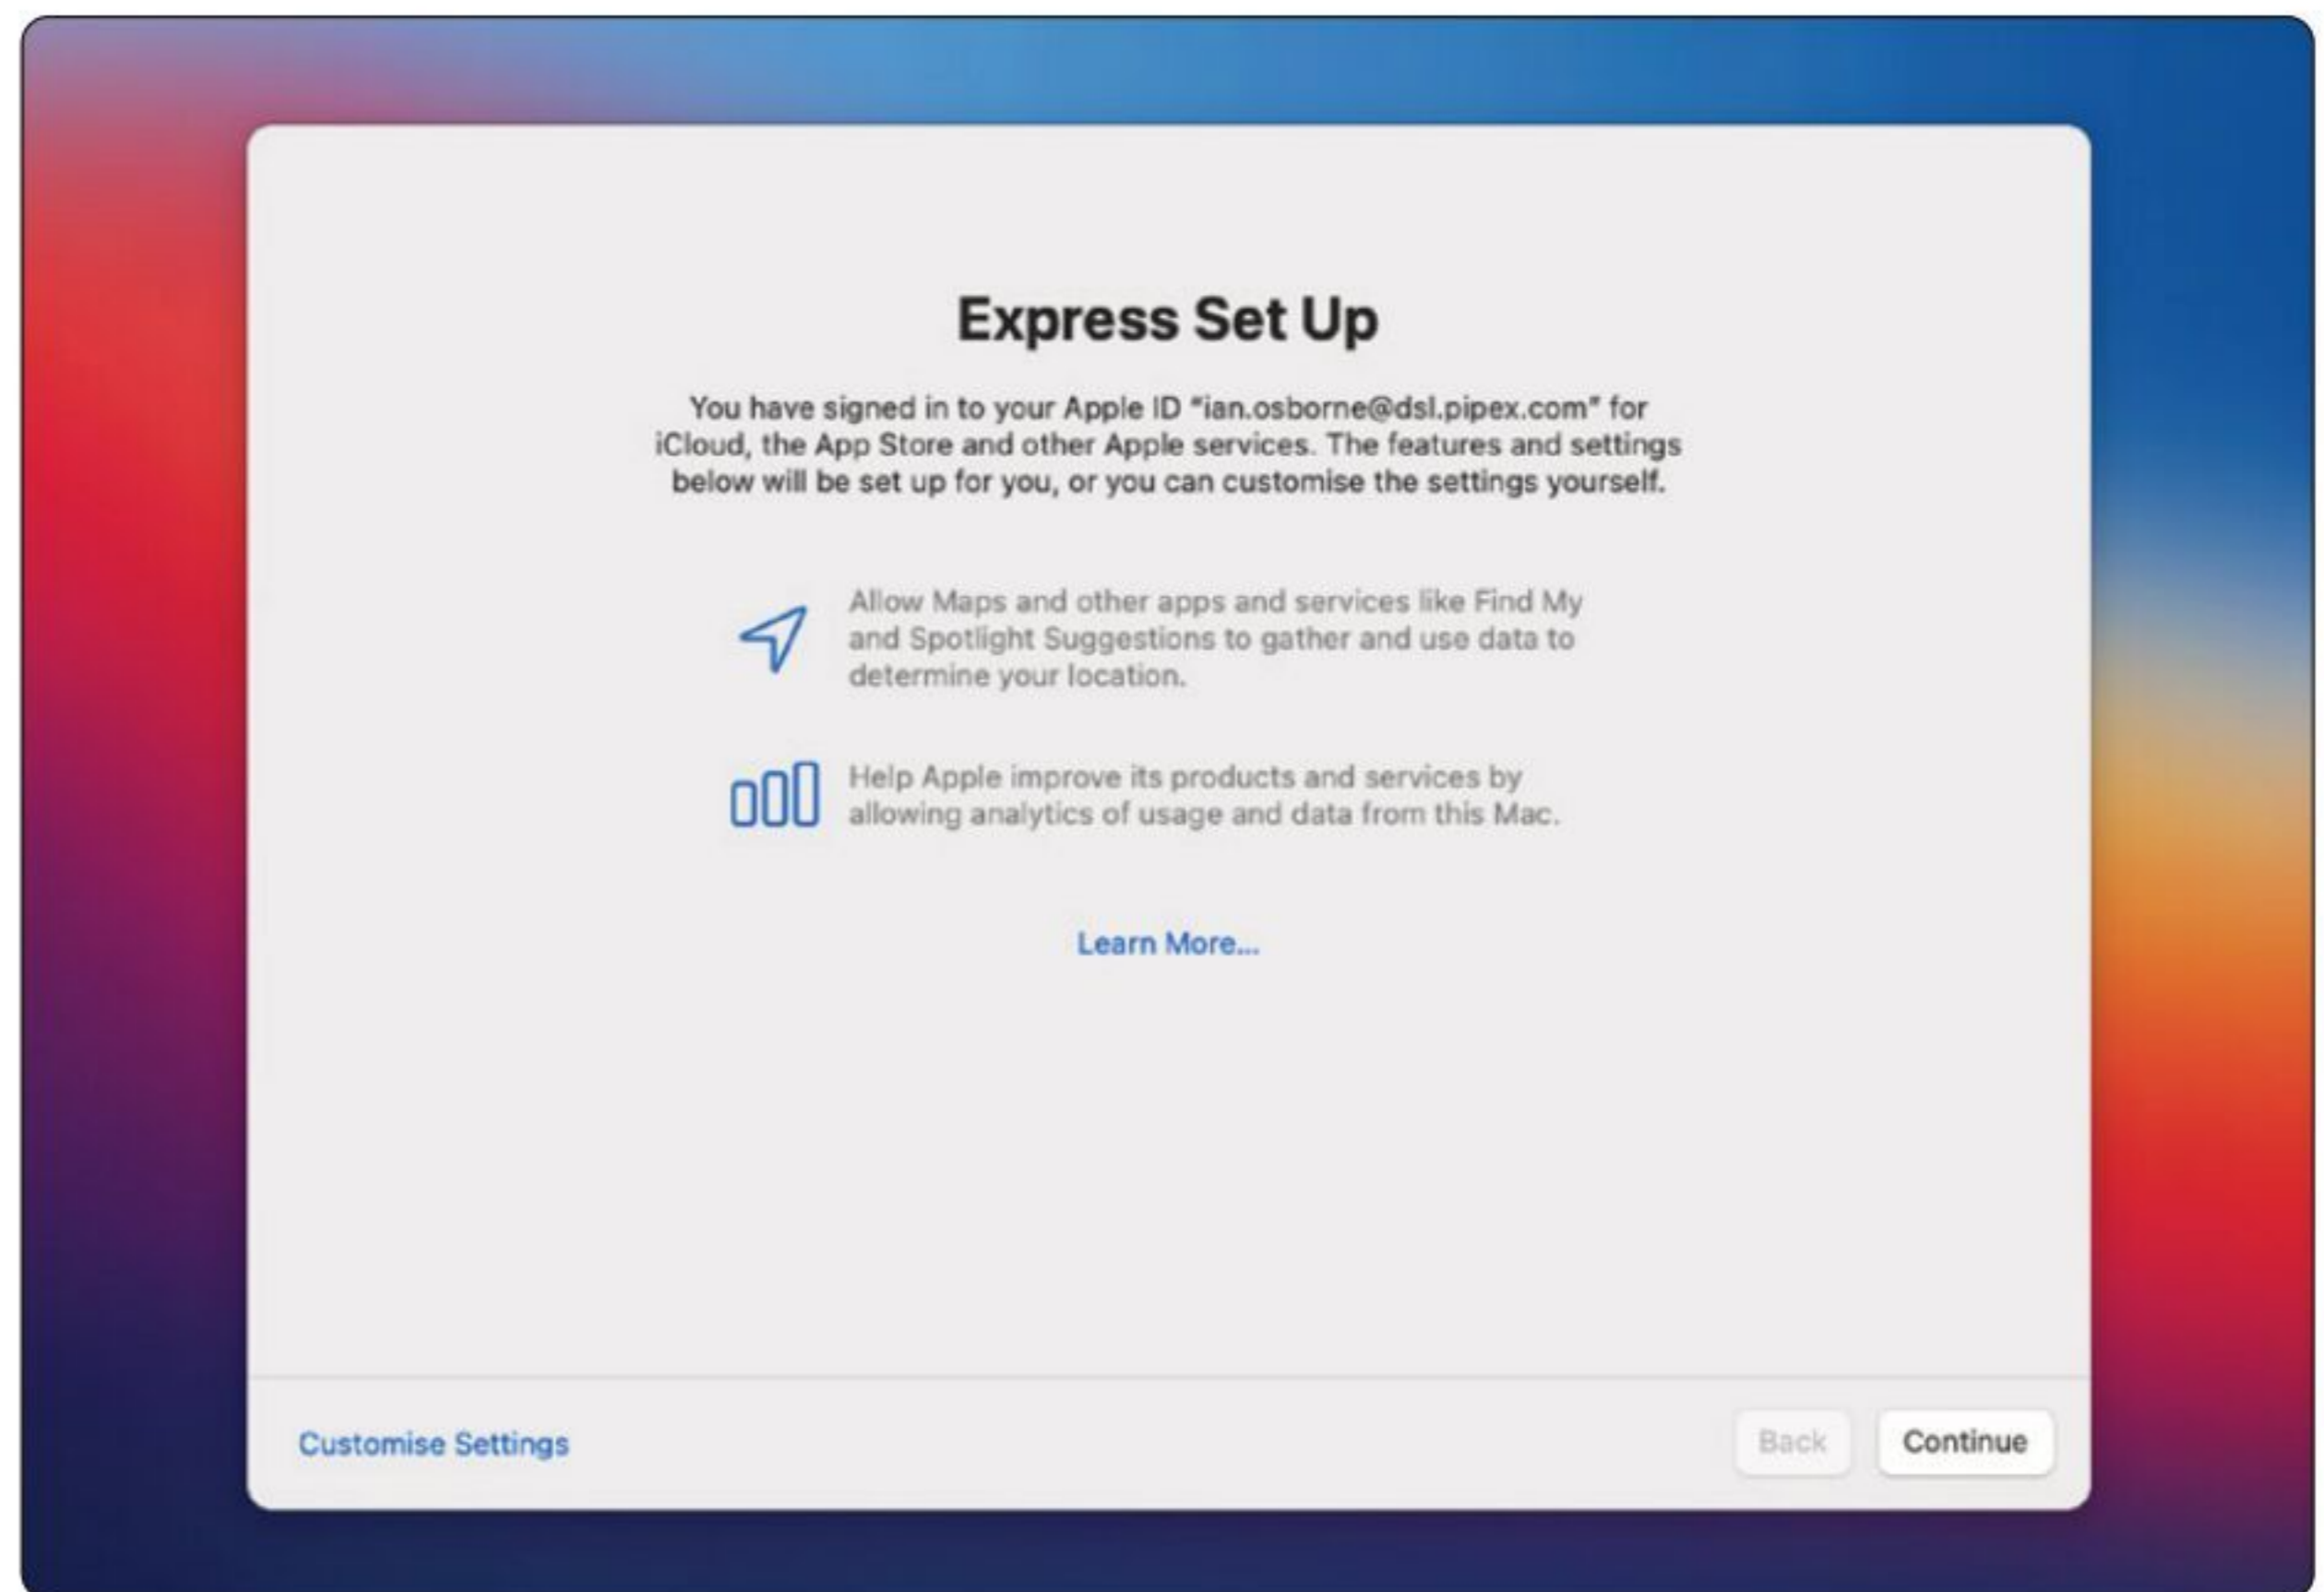 Express Set Up
You have signed in to your Apple ID "ian.osborne@dsl.pipex.com" for
iCloud, the App Store and other Apple services. The features and settings
below will be set up for you, or you can customise the settings yourself.
Allow Maps and other apps and services like Find My
and Spotlight Suggestions to gather and use data to
determine your location.
Help Apple improve its products and services by
allowing analytics of usage and data from this Mac.
Learn More...
Customise Settings
Back
Continue